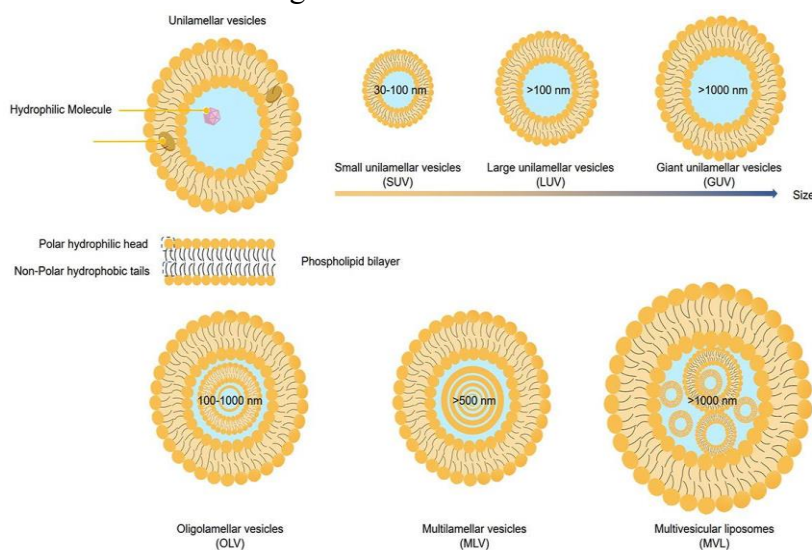 Unilamellar vesicles
Hydrophilic Molecule
30-100 nm
>100 nm
>1000 nm
Small unilamellar vesicles
(SUV)
Large unilamellar vesicles
(LUV)
Giant unilamellar vesicles
(GUV)
Size
Polar hydrophilic head
Non-Polar hydrophobic tails
Phospholipid bilayer
100-1000 nm
>500 nm
>1000 nm
Oligolamellar vesicles
(OLV)
Multilamellar vesicles
(MLV)
Multivesicular liposomes
(MVL)